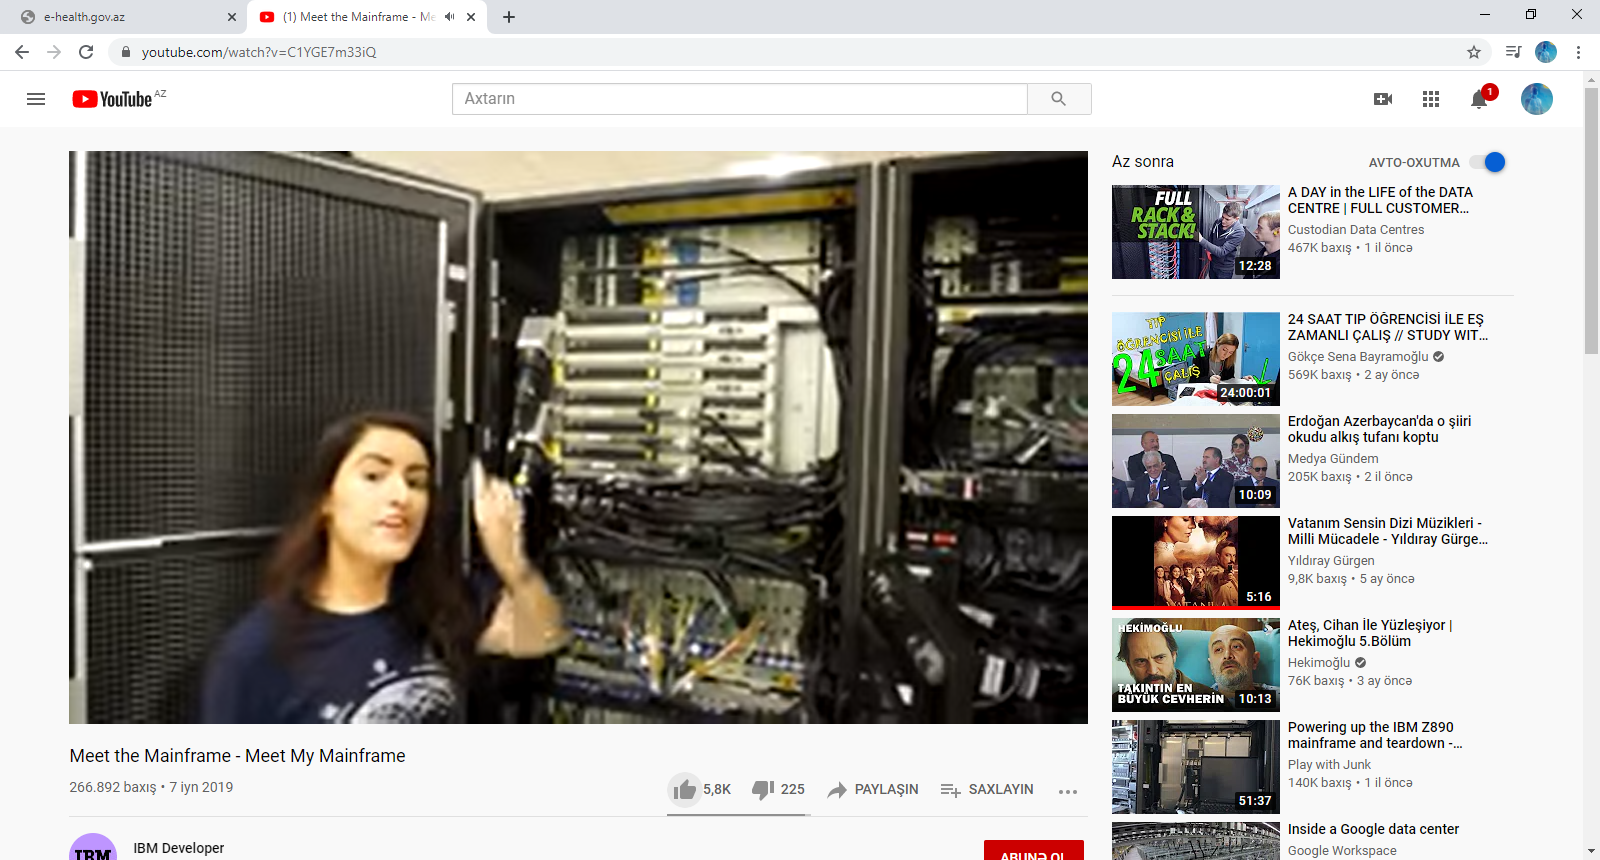 e-health.gov.az
(1) Meet the Mainframe - Me
youtube.com/watch?v=C1YGE7m33iQ
YouTube AZ
Axtarın
1
Az sonra
AVTO-OXUTMA
FULL
RACK &
STACK!
12:28
A DAY in the LIFE of the DATA
CENTRE | FULL CUSTOMER...
Custodian Data Centres
467K baxış • 1 il öncə
TIP
ÖĞRENCİSİ İLE
24 SAAT
ÇALIŞ
24:00:01
24 SAAT TIP ÖĞRENCİSİ İLE EŞ
ZAMANLI ÇALIŞ // STUDY WIT...
Gökçe Sena Bayramoğlu
569K baxış • 2 ay öncə
10:09
Erdoğan Azerbaycan'da o şiiri
okudu alkış tufanı koptu
Medya Gündem
205K baxış • 2 il öncə
5:16
Vatanım Sensin Dizi Müzikleri -
Milli Mücadele - Yıldıray Gürge...
Yıldıray Gürgen
9,8K baxış • 5 ay öncə
HEKİMOĞLU
TAKINTIN EN
BÜYÜK CEVHERİN
10:13
Ateş, Cihan İle Yüzleşiyor |
Hekimoğlu 5.Bölüm
Hekimoğlu
76K baxış • 3 ay öncə
51:37
Powering up the IBM Z890
mainframe and teardown -...
Play with Junk
140K baxış • 1 il öncə
Inside a Google data center
Google Workspace
Meet the Mainframe - Meet My Mainframe
266.892 baxış • 7 iyn 2019
5,8K
225
PAYLAŞIN
SAXLAYIN
IBM
IBM Developer
ABUNƏ OL